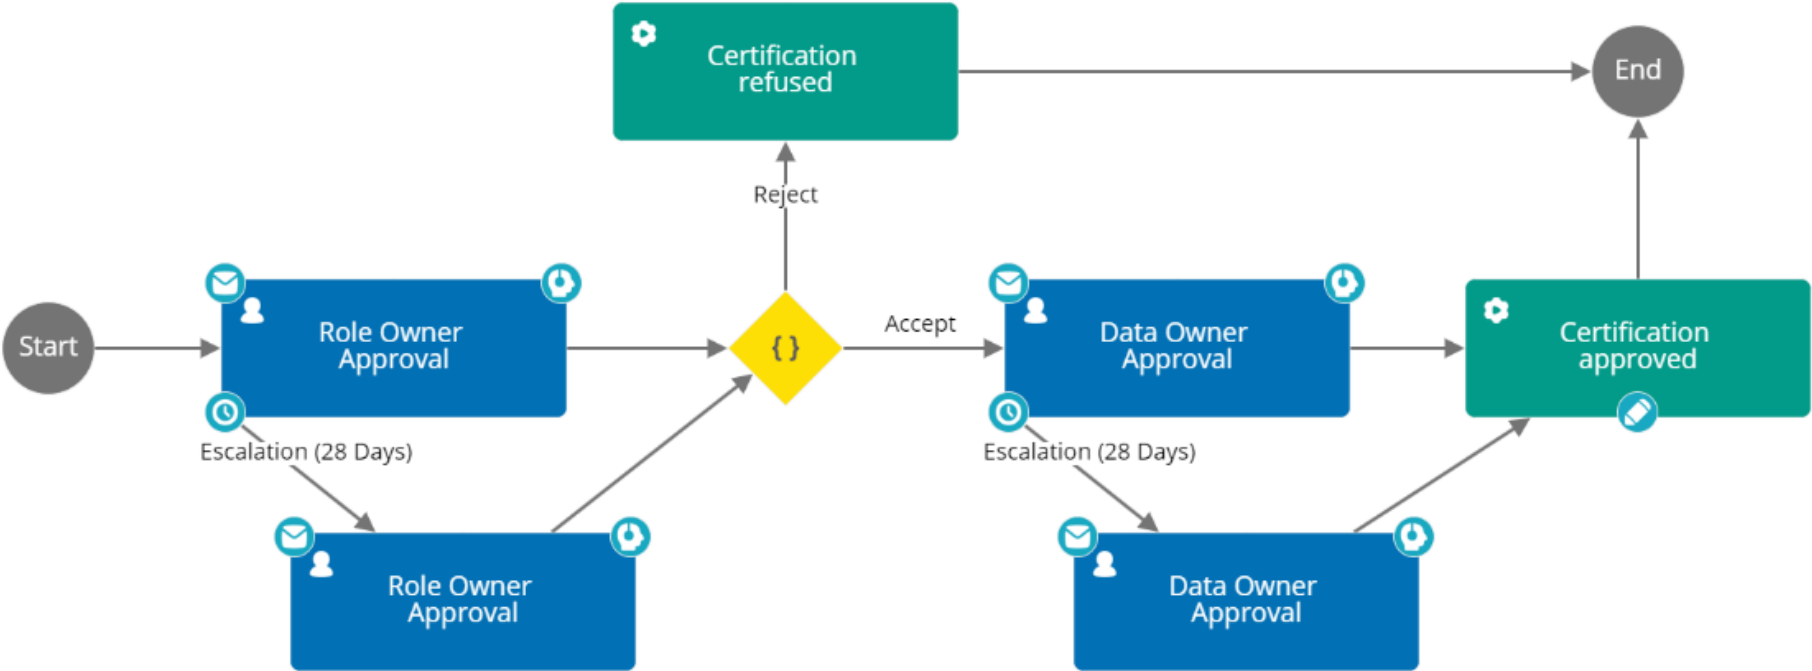 Certification
refused
End
Reject
Start
Role Owner
Approval
{ }
Accept
Data Owner
Approval
Certification
approved
Escalation (28 Days)
Escalation (28 Days)
Role Owner
Approval
Data Owner
Approval